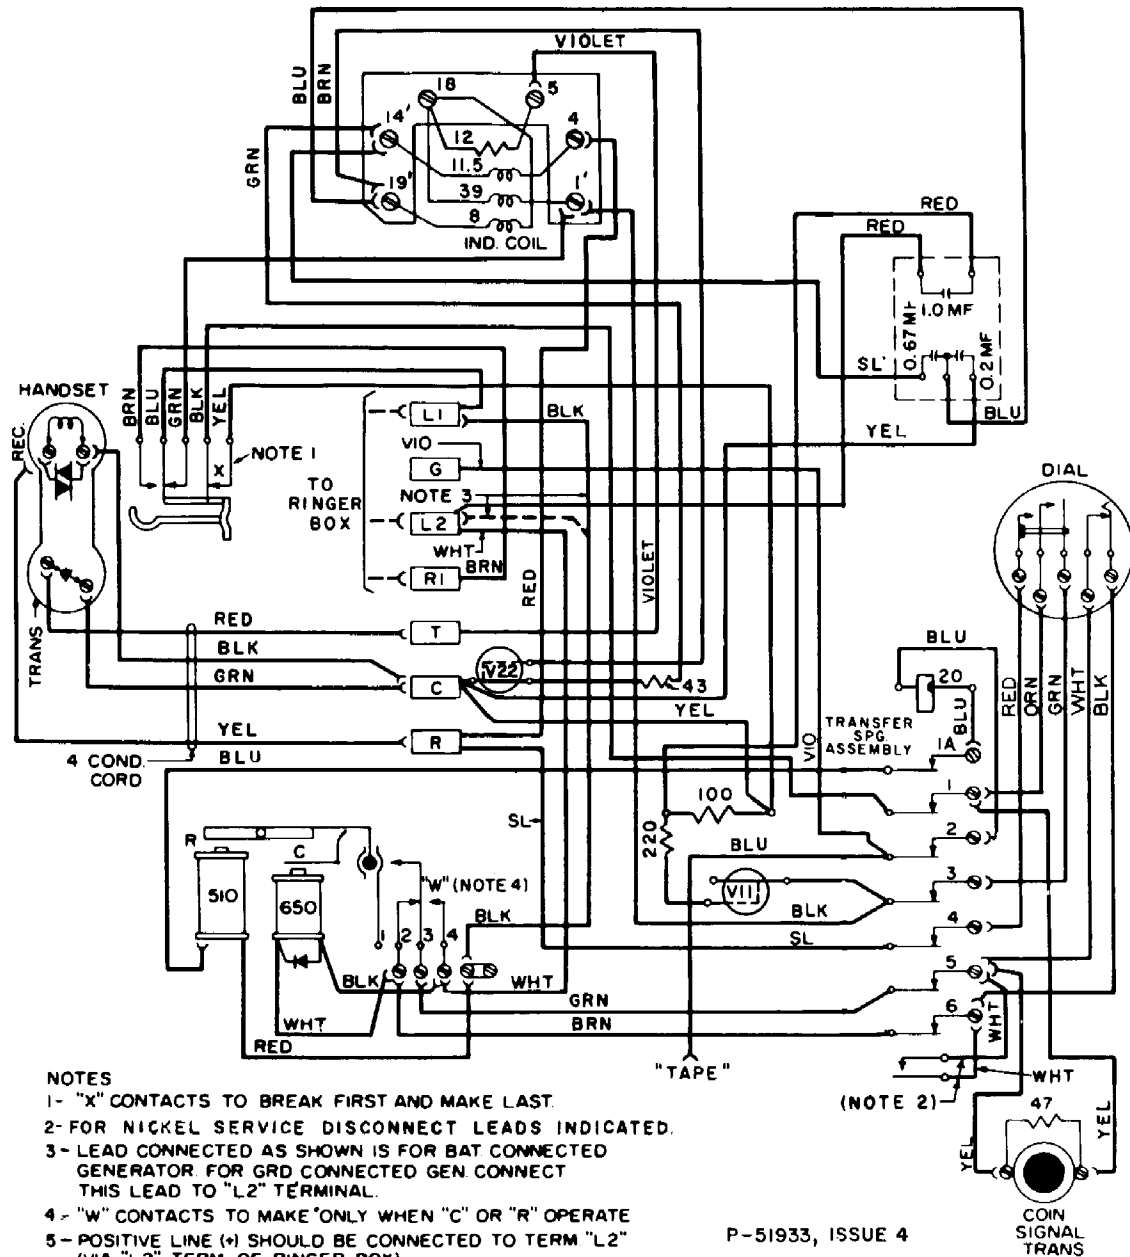 VIOLET
BLU
BRN
18
5
14'
4
12
11.5
GRN
39
19'
1'
8
IND. COIL
RED
RED
1.0 MF
0.67 MF
0.2 MF
SL
BLU
YEL
HANDSET
REC.
TRANS
BRN
BLU
GRN
BLK
YEL
X
NOTE 1
TO
RINGER
BOX
L1
BLK
VIO
G
NOTE 3
L2
WHT
BRN
R1
RED
VIOLET
DIAL
RED
T
BLK
V22
GRN
C
43
YEL
YEL
R
BLU
4 COND.
CORD
VIO
TRANSFER
SPG.
ASSEMBLY
BLU
20
BLU
RED
ORN
GRN
WHT
BLK
1A
1
2
3
4
5
6
100
220
SL
BLU
V11
BLK
SL
R
C
510
650
"W" (NOTE 4)
1
2
3
4
BLK
BLK
WHT
WHT
GRN
BRN
RED
"TAPE"
WHT
WHT
(NOTE 2)
47
YEL
YEL
COIN
SIGNAL
TRANS
NOTES
1- "X" CONTACTS TO BREAK FIRST AND MAKE LAST.
2- FOR NICKEL SERVICE DISCONNECT LEADS INDICATED.
3- LEAD CONNECTED AS SHOWN IS FOR BAT CONNECTED
GENERATOR. FOR GRD CONNECTED GEN. CONNECT
THIS LEAD TO "L2" TERMINAL.
4- "W" CONTACTS TO MAKE ONLY WHEN "C" OR "R" OPERATE
5- POSITIVE LINE (+) SHOULD BE CONNECTED TO TERM "L2"
(VIA "L2" TERM. OF RINGER BOX)
P-51933, ISSUE 4